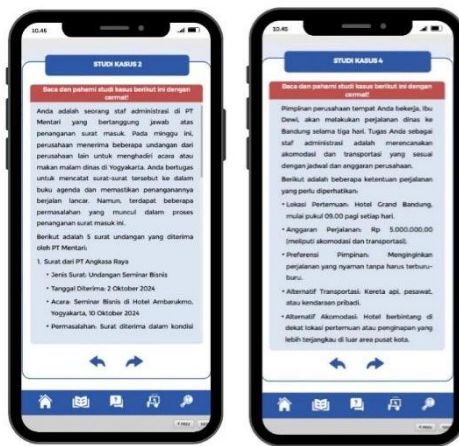 10.45
STUDI KASUS 2
Baca dan pahami studi kasus berikut ini dengan
cermat!
Anda adalah seorang staf administrasi di PT
Mentari yang bertanggung jawab atas
penanganan surat masuk. Pada minggu ini,
perusahaan menerima beberapa undangan dari
perusahaan lain untuk menghadiri acara atau
makan malam dinas di Yogyakarta. Anda bertugas
untuk mencatat surat-surat tersebut ke dalam
buku agenda dan memastikan penanganannya
berjalan lancar. Namun, terdapat beberapa
permasalahan yang muncul dalam proses
penanganan surat masuk ini.
Berikut adalah 5 surat undangan yang diterima
oleh PT Mentari:
1. Surat dari PT Angkasa Raya
• Jenis Surat: Undangan Seminar Bisnis
• Tanggal Diterima: 2 Oktober 2024
• Acara: Seminar Bisnis di Hotel Ambarukmo,
Yogyakarta, 10 Oktober 2024
• Permasalahan: Surat diterima dalam kondisi
10.45
STUDI KASUS 4
Baca dan pahami studi kasus berikut ini dengan
cermat!
Pimpinan perusahaan tempat Anda bekerja, Ibu
Dewi, akan melakukan perjalanan dinas ke
Bandung selama tiga hari. Tugas Anda sebagai
staf administrasi adalah merencanakan
akomodasi dan transportasi yang sesuai
dengan jadwal dan anggaran perusahaan.
Berikut adalah beberapa ketentuan perjalanan
yang perlu diperhatikan:
• Lokasi Pertemuan: Hotel Grand Bandung,
mulai pukul 09.00 pagi setiap hari.
• Anggaran Perjalanan: Rp 5.000.000,00
(meliputi akomodasi dan transportasi).
• Preferensi Pimpinan: Menginginkan
perjalanan yang nyaman tanpa harus terburu-
buru.
• Alternatif Transportasi: Kereta api, pesawat,
atau kendaraan pribadi.
• Alternatif Akomodasi: Hotel berbintang di
dekat lokasi pertemuan atau penginapan yang
lebih terjangkau di luar area pusat kota.